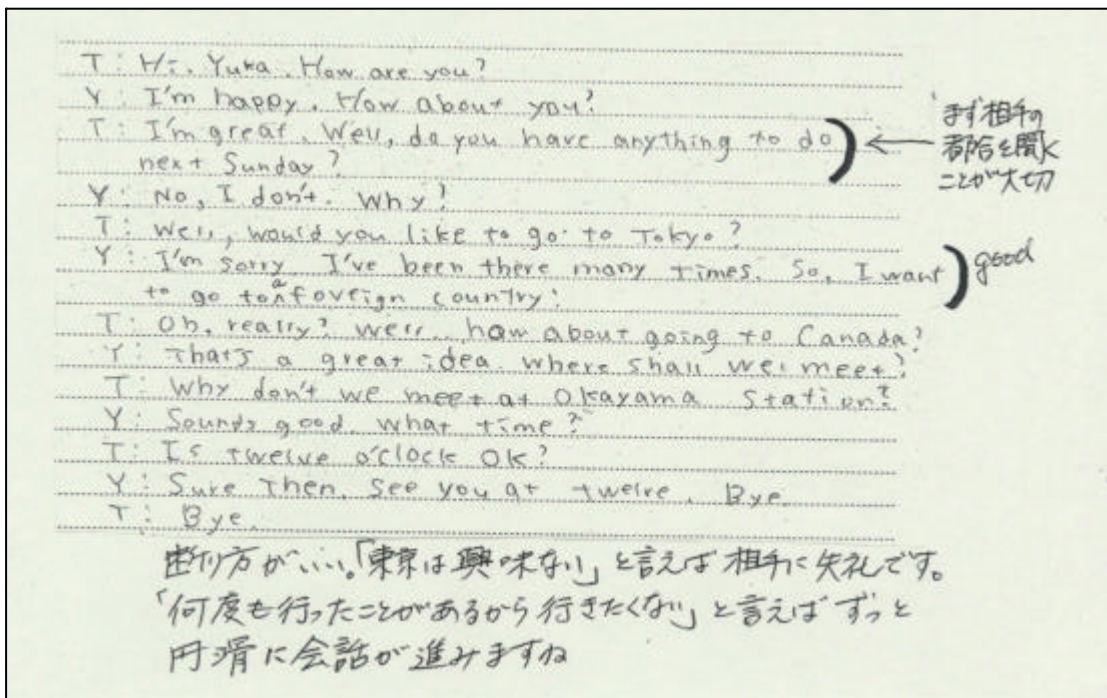 T: Hi, Yuka. How are you?
Y: I'm happy. How about you?
T: I'm great. Well, do you have anything to do
next Sunday?
まず相手の
都合を聞く
ことが大切
Y: No, I don't. Why?
T: Well, would you like to go to Tokyo?
Y: I'm sorry. I've been there many times. So, I want
to go to a foreign country.
good
T: Oh, really? Well.. how about going to Canada?
Y: That's a great idea. Where shall we meet?
T: Why don't we meet at Okayama Station?
Y: Sounds good. What time?
T: Is twelve o'clock OK?
Y: Sure. Then, see you at twelve. Bye.
T: Bye.
断り方がいい。「東京は興味ない」と言えば相手に失礼です。
「何度も行ったことがあるから行きたくない」と言えばずっと
円滑に会話が進みますね